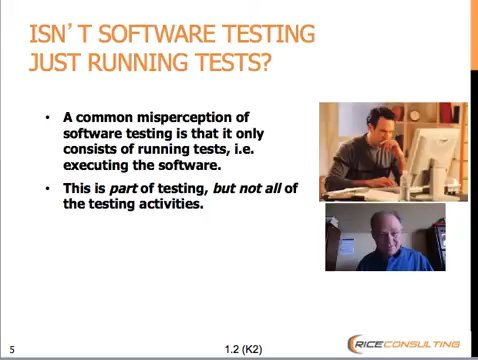 ISN'T SOFTWARE TESTING
JUST RUNNING TESTS?
• A common misperception of
software testing is that it only
consists of running tests, i.e.
executing the software.
• This is part of testing, but not all of
the testing activities.
5
1.2 (K2)
RICECONSULTING